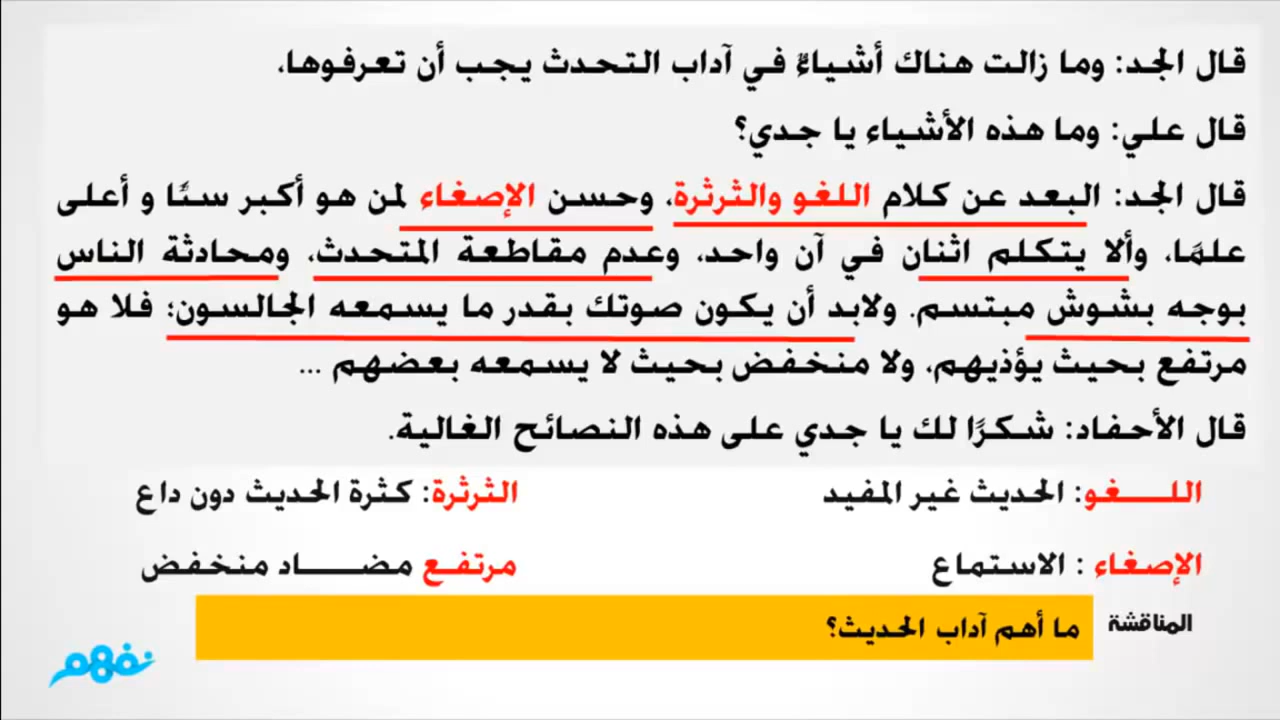 قال الجد: وما زالت هناك أشياءٌ في آداب التحدث يجب أن تعرفوها.
قال علي: وما هذه الأشياء يا جدي؟
قال الجد: البعد عن كلام اللغو والثرثرة، وحسن الإصغاء لمن هو أكبر سنًّا و أعلى
علمًا، وألا يتكلم اثنان في آن واحد، وعدم مقاطعة المتحدث، ومحادثة الناس
بوجه بشوش مبتسم. ولابد أن يكون صوتك بقدر ما يسمعه الجالسون؛ فلا هو
مرتفع بحيث يؤذيهم، ولا منخفض بحيث لا يسمعه بعضهم ...
قال الأحفاد: شكرًا لك يا جدي على هذه النصائح الغالية.
اللـــغو: الحديث غير المفيد الثرثرة: كثرة الحديث دون داع
الإصغاء : الاستماع مرتفـع مضـــــاد منخفض
المناقشة ما أهم آداب الحديث؟
نفهم